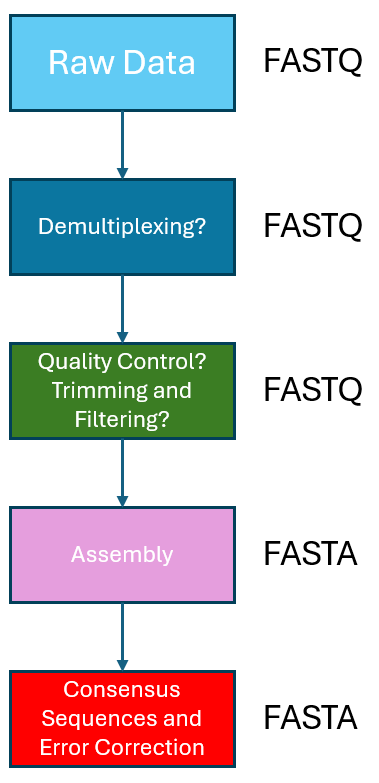 Raw Data
FASTQ
Demultiplexing?
FASTQ
Quality Control?
Trimming and
Filtering?
FASTQ
Assembly
FASTA
Consensus
Sequences and
Error Correction
FASTA